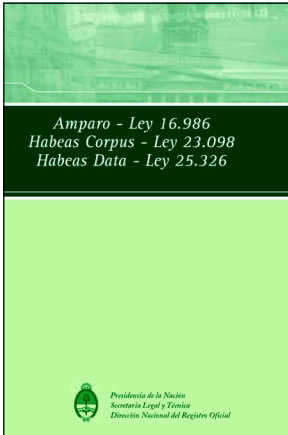 Amparo - Ley 16.986
Habeas Corpus - Ley 23.098
Habeas Data - Ley 25.326
Presidencia de la Nación
Secretaria Legal y Técnica
Dirección Nacional del Registro Oficial